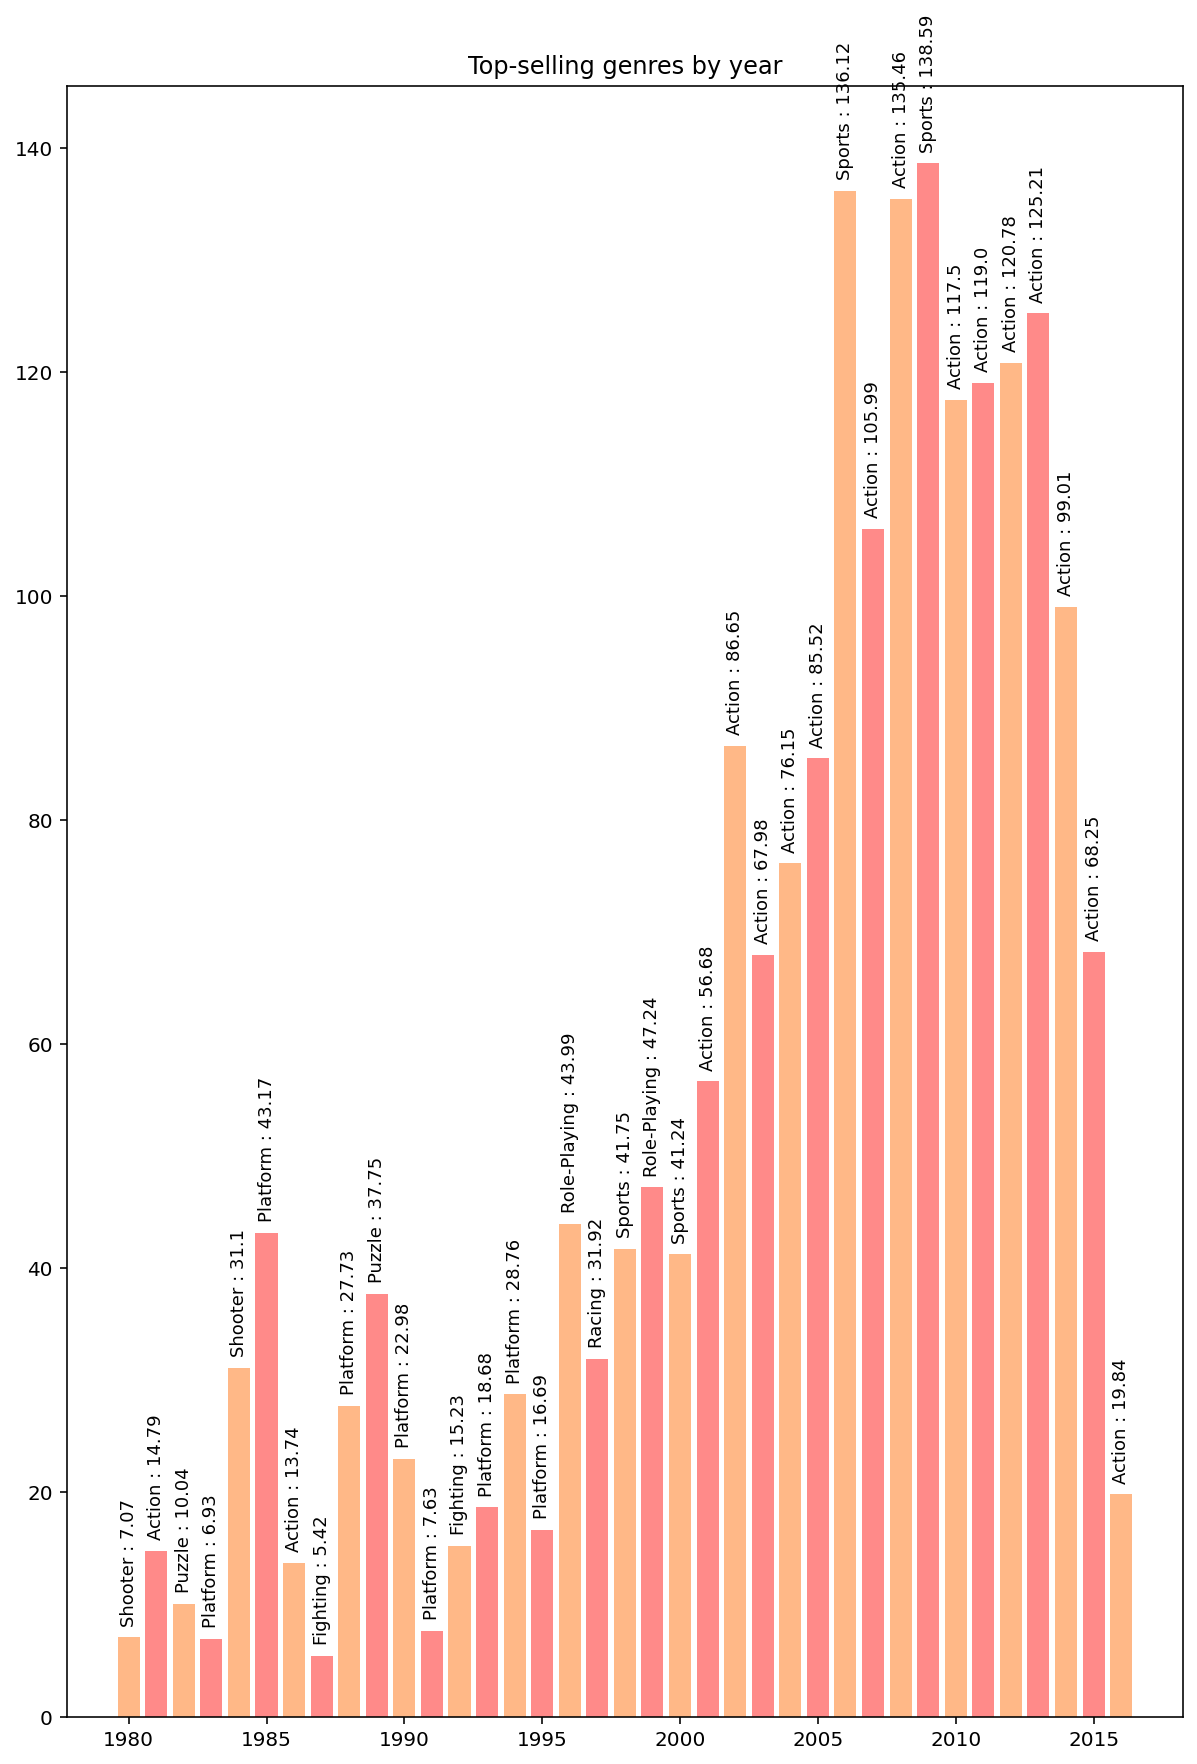 Top-selling genres by year
140
120
100
80
60
40
20
0
Shooter : 7.07
Action : 14.79
Puzzle : 10.04
Platform : 6.93
Shooter : 31.1
Platform : 43.17
Action : 13.74
Fighting : 5.42
Platform : 27.73
Puzzle : 37.75
Platform : 22.98
Platform : 7.63
Fighting : 15.23
Platform : 18.68
Platform : 28.76
Platform : 16.69
Role-Playing : 43.99
Racing : 31.92
Sports : 41.75
Role-Playing : 47.24
Sports : 41.24
Action : 56.68
Action : 86.65
Action : 67.98
Action : 76.15
Action : 85.52
Sports : 136.12
Action : 105.99
Action : 135.46
Sports : 138.59
Action : 117.5
Action : 119.0
Action : 120.78
Action : 125.21
Action : 99.01
Action : 68.25
Action : 19.84
1980 1985 1990 1995 2000 2005 2010 2015